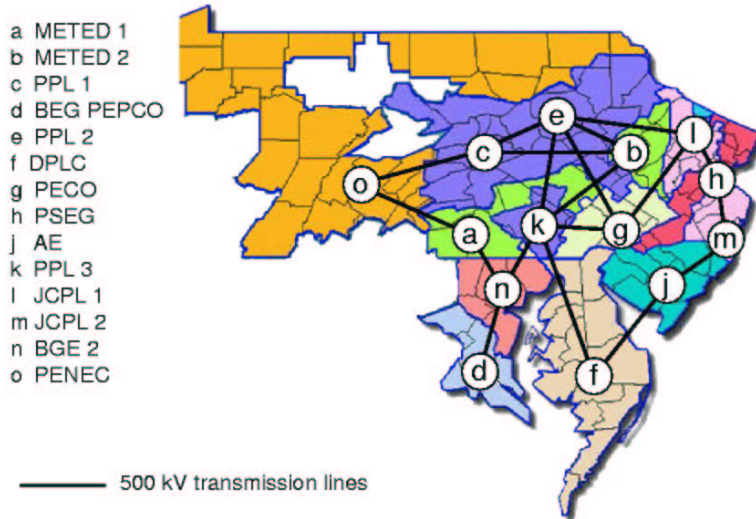 a METED 1
b METED 2
c PPL 1
d BEG PEPCO
e PPL 2
f DPLC
g PECO
h PSEG
j AE
k PPL 3
l JCPL 1
m JCPL 2
n BGE 2
o PENEC
e
l
b
c
h
o
k
g
a
m
n
j
d
f
500 kV transmission lines